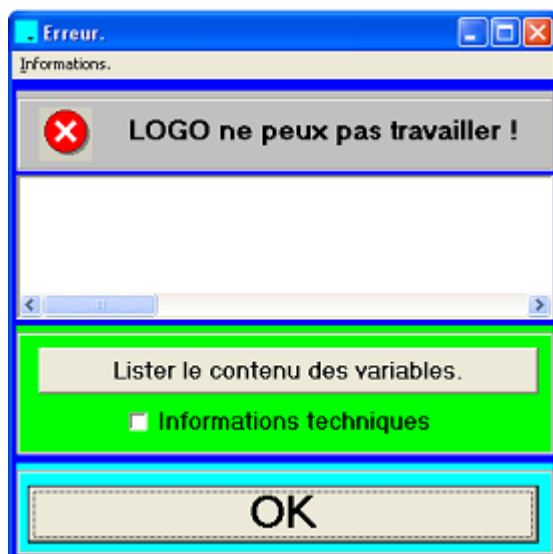 Erreur.
Informations.
LOGO ne peux pas travailler !
Lister le contenu des variables.
Informations techniques
OK